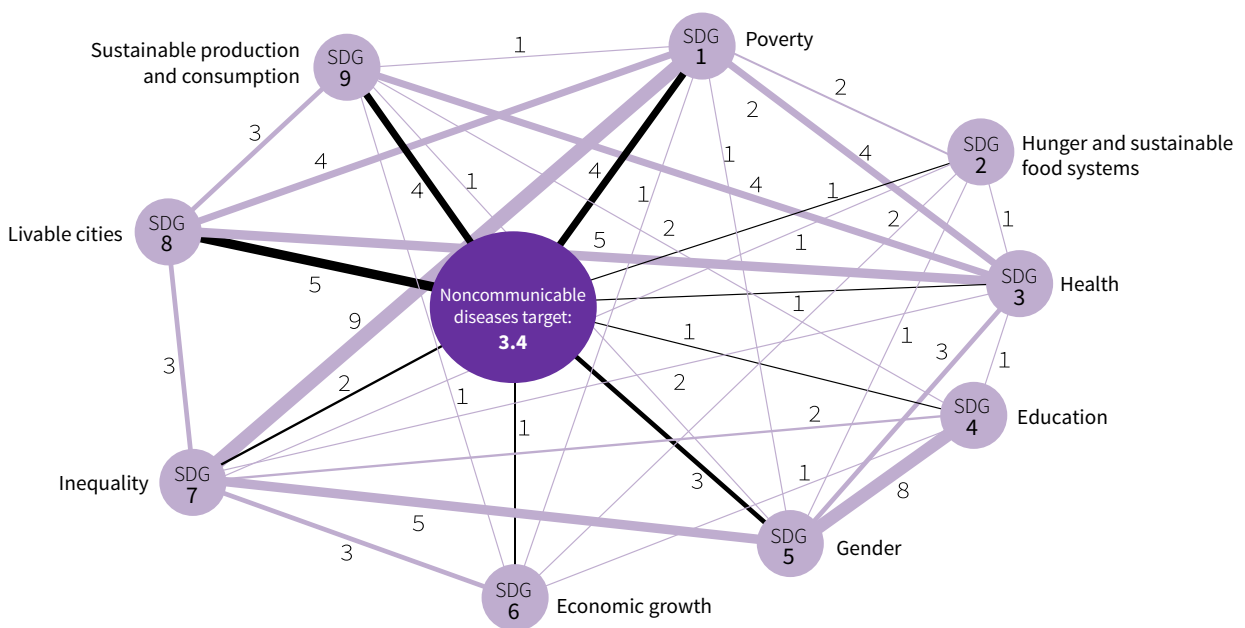 SDG
1
Poverty
Sustainable production
and consumption
SDG
9
1
2
2
3
4
4
4
1
1
4
1
SDG
2
Hunger and sustainable
food systems
1
2
1
Livable cities
SDG
8
5
2
5
1
1
SDG
3
Health
Noncommunicable
diseases target:
3.4
9
1
1
3
1
3
2
2
1
2
SDG
4
Education
1
1
8
3
Inequality
SDG
7
5
3
SDG
5
Gender
SDG
6
Economic growth